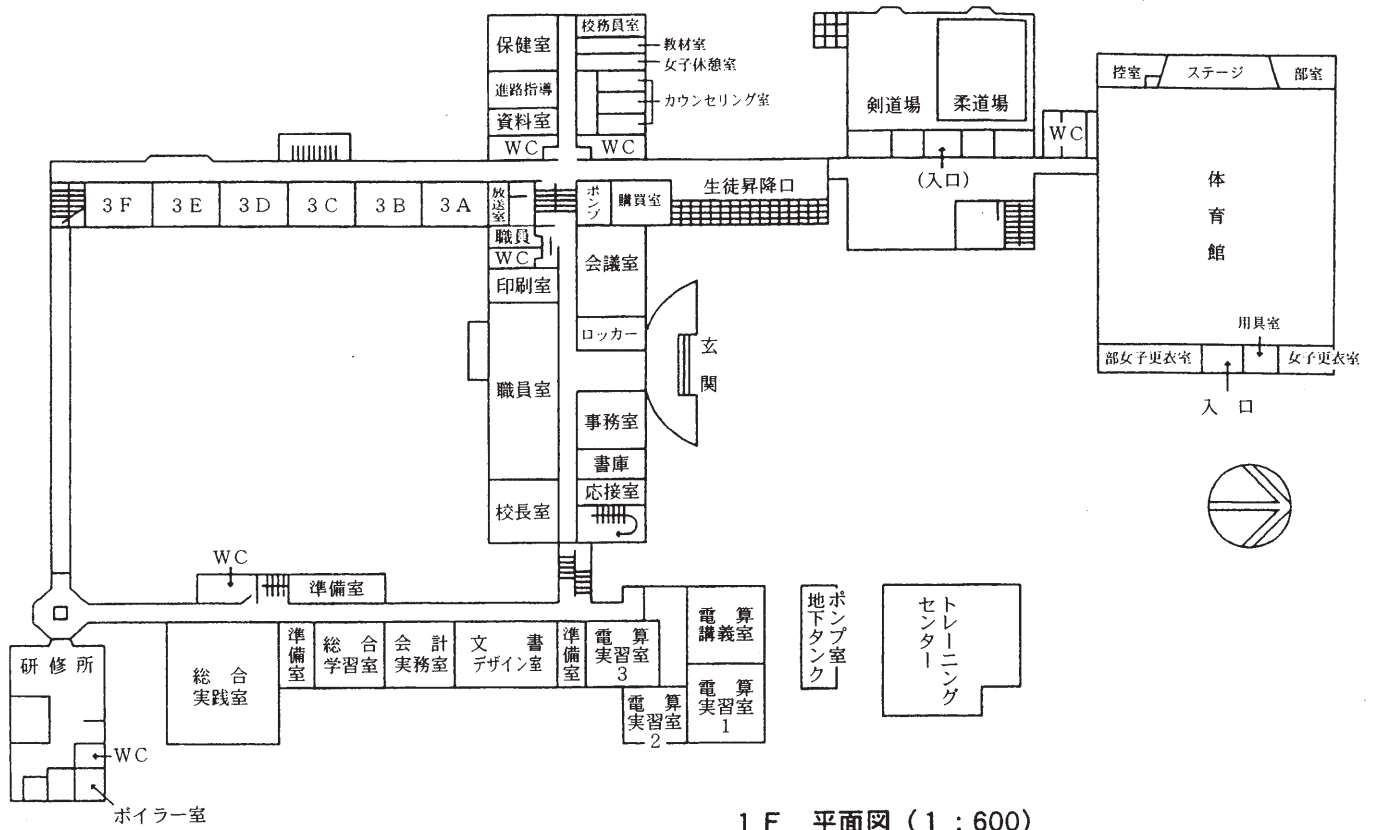 校務員室
保健室
教材室
女子休憩室
進路指導
カウンセリング室
資料室
WC
WC
剣道場
柔道場
WC
控室
ステージ
部室
体育館
(入口)
生徒昇降口
3F
3E
3D
3C
3B
3A
放送室
ポンプ
購買室
職員
WC
印刷室
会議室
ロッカー
玄関
職員室
事務室
書庫
応接室
校長室
用具室
部女子更衣室
女子更衣室
入口
WC
準備室
研修所
総合
実践室
準備室
総合
学習室
会計
実務室
文書
デザイン室
準備室
電算
実習室
3
電算
講義室
電算
実習室
2
電算
実習室
1
ポンプ室
地下タンク
トレーニング
センター
WC
ボイラー室
1F 平面図(1:600)